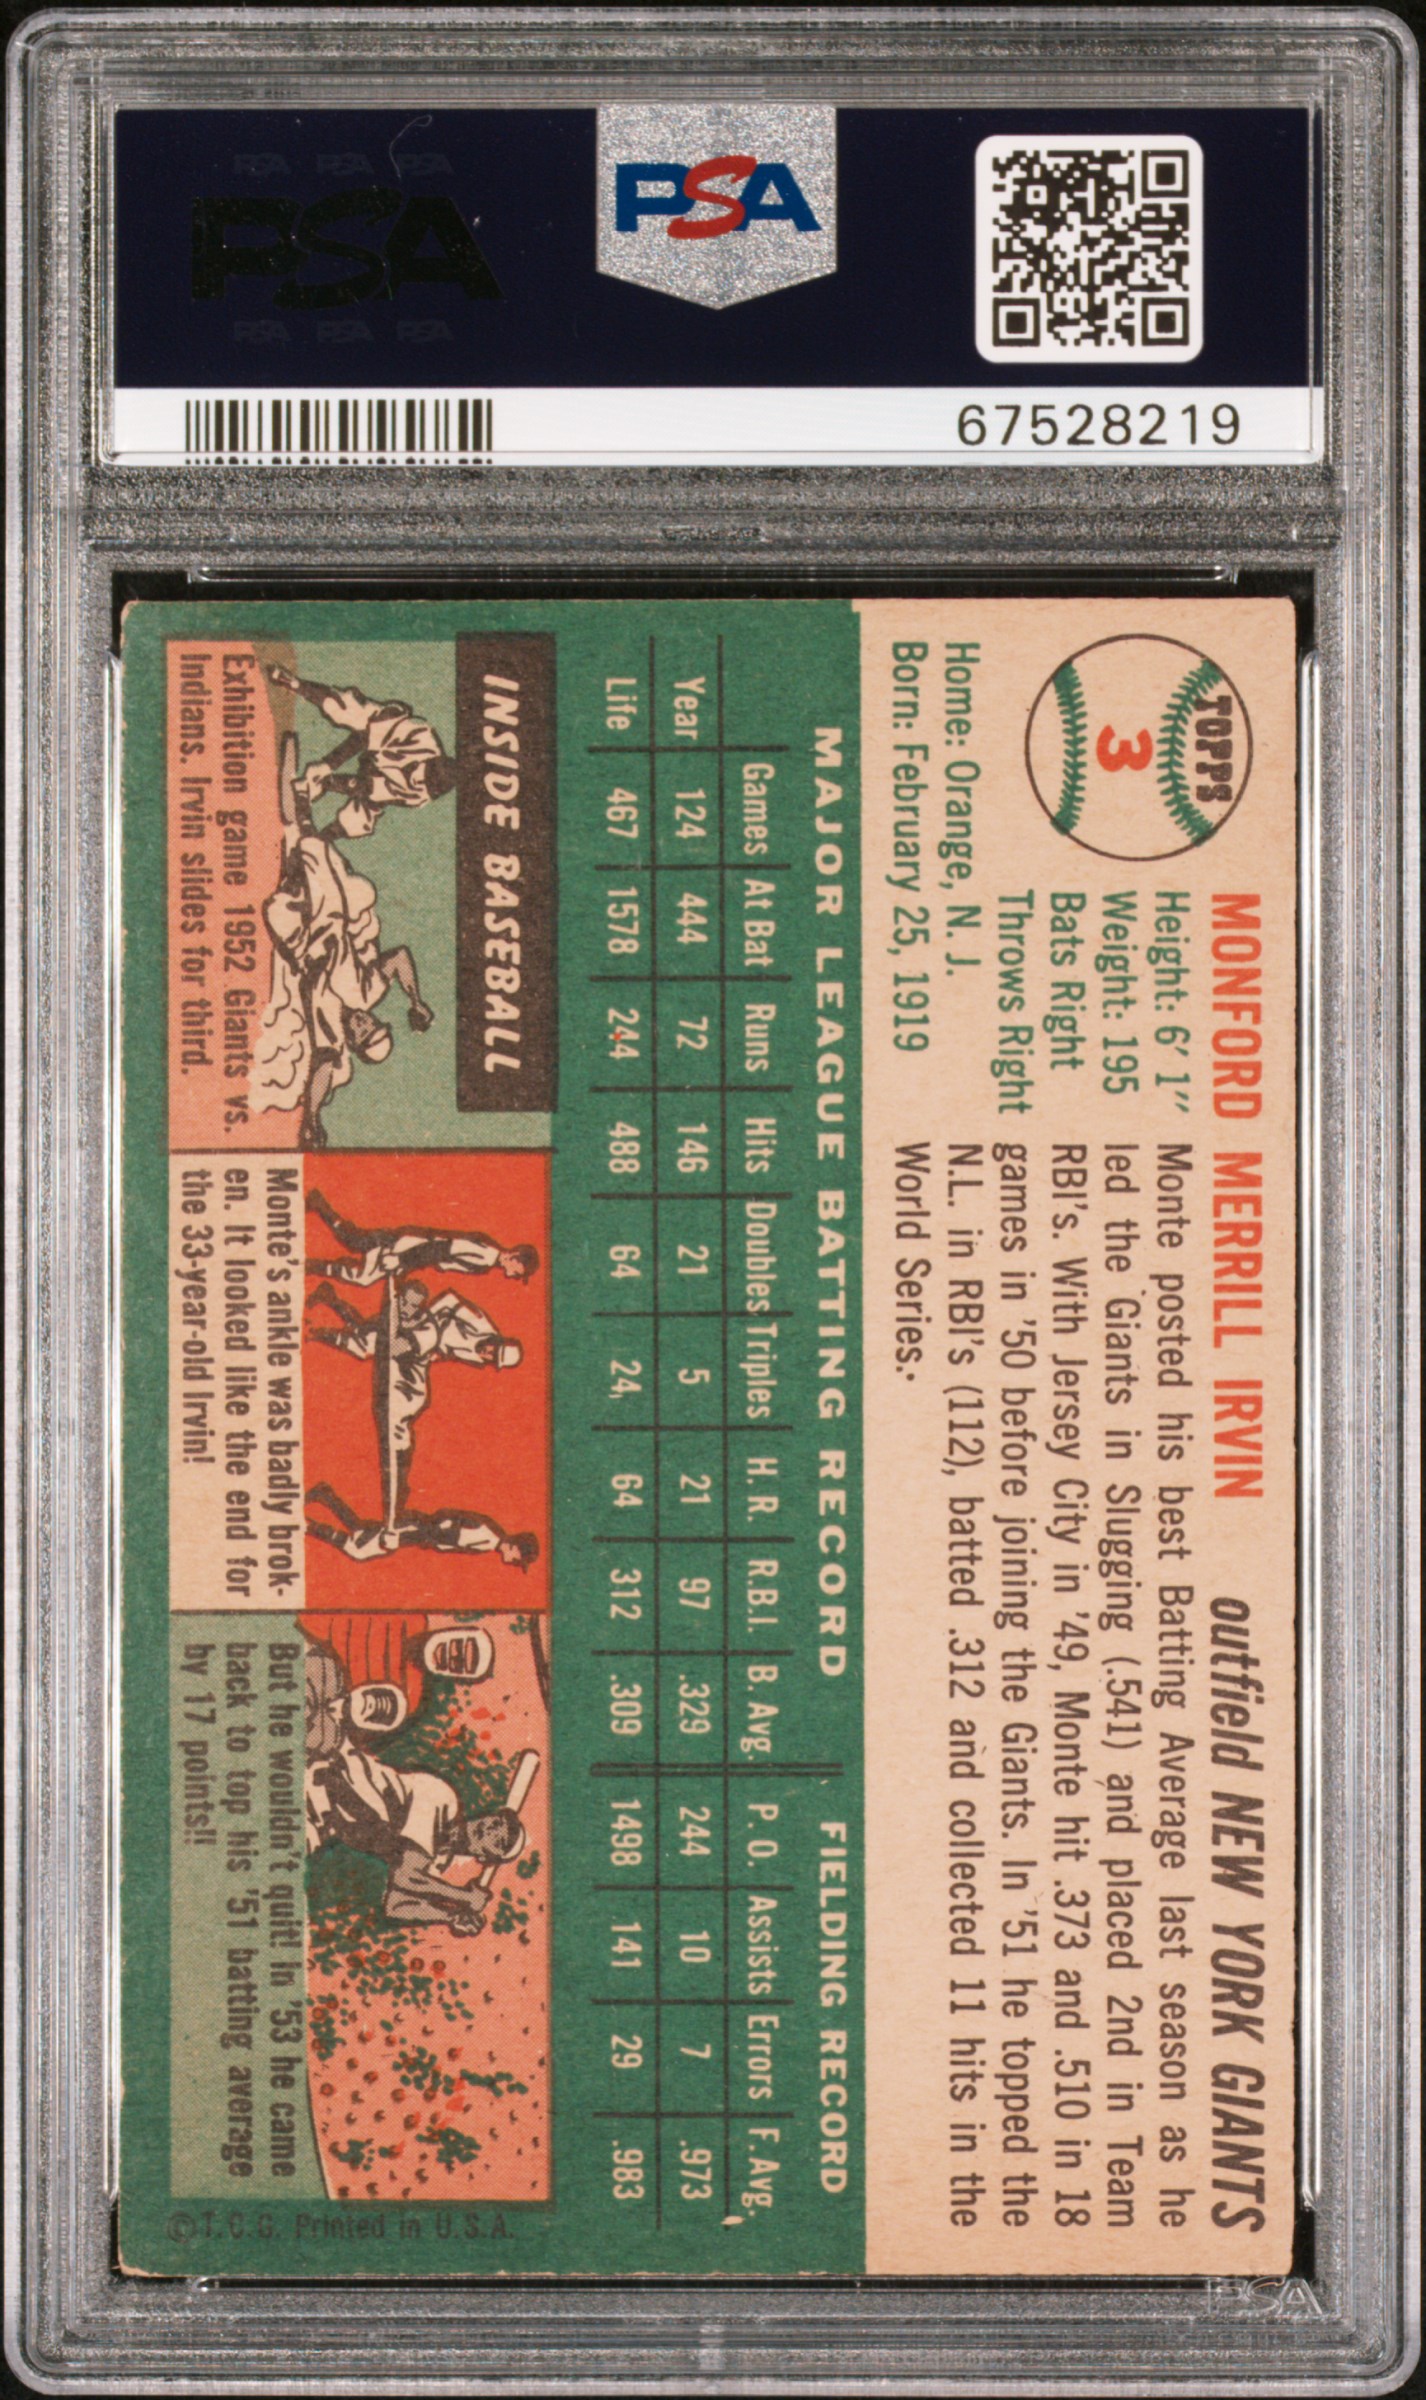 PSA PSA PSA
PSA
PSA PSA PSA
PSA
67528219
TOPPS
3
MONFORD MERRILL IRVIN outfield NEW YORK GIANTS
Height: 6' 1"
Weight: 195
Bats Right
Throws Right
Home: Orange, N. J.
Born: February 25, 1919
Monte posted his best Batting Average last season as he
led the Giants in Slugging (.541) and placed 2nd in Team
RBI's. With Jersey City in '49, Monte hit .373 and .510 in 18
games in '50 before joining the Giants. In '51 he topped the
N.L. in RBI's (112), batted .312 and collected 11 hits in the
World Series.
MAJOR LEAGUE BATTING RECORD FIELDING RECORD
Games At Bat Runs Hits Doubles Triples H. R. R.B.I. B. Avg. P. O. Assists Errors F. Avg.
Year 124 444 72 146 21 5 21 97 .329 244 10 7 .973
Life 467 1578 244 488 64 24, 64 312 .309 1498 141 29 .983
INSIDE BASEBALL
Exhibition game 1952 Giants vs.
Indians. Irvin slides for third.
Monte's ankle was badly brok-
en. It looked like the end for
the 33-year-old Irvin!
But he wouldn't quit! In '53 he came
back to top his '51 batting average
by 17 points!!
©T.C.G. Printed in U.S.A.
PSA